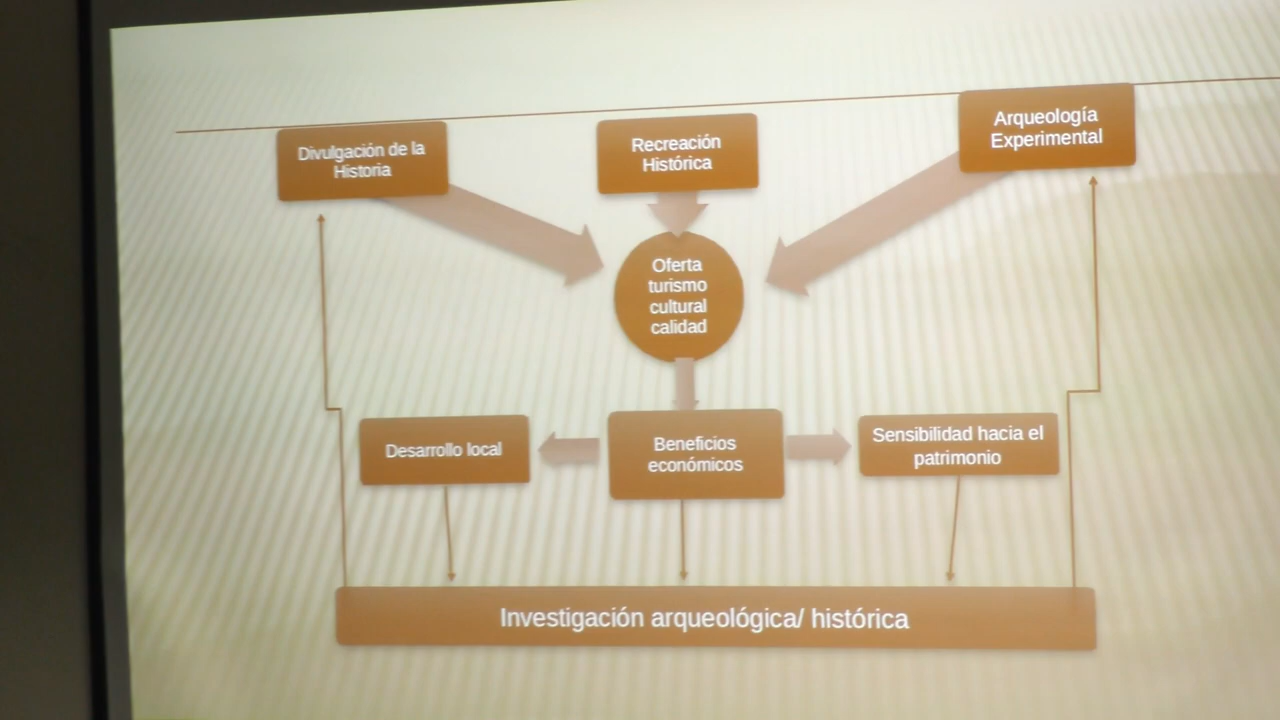 Divulgación de la
Historia
Recreación
Histórica
Arqueología
Experimental
Oferta
turismo
cultural
calidad
Desarrollo local
Beneficios
económicos
Sensibilidad hacia el
patrimonio
Investigación arqueológica/ histórica